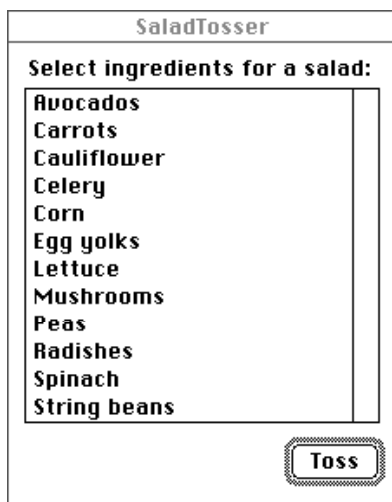 SaladTosser
Select ingredients for a salad:
Avocados
Carrots
Cauliflower
Celery
Corn
Egg yolks
Lettuce
Mushrooms
Peas
Radishes
Spinach
String beans
Toss